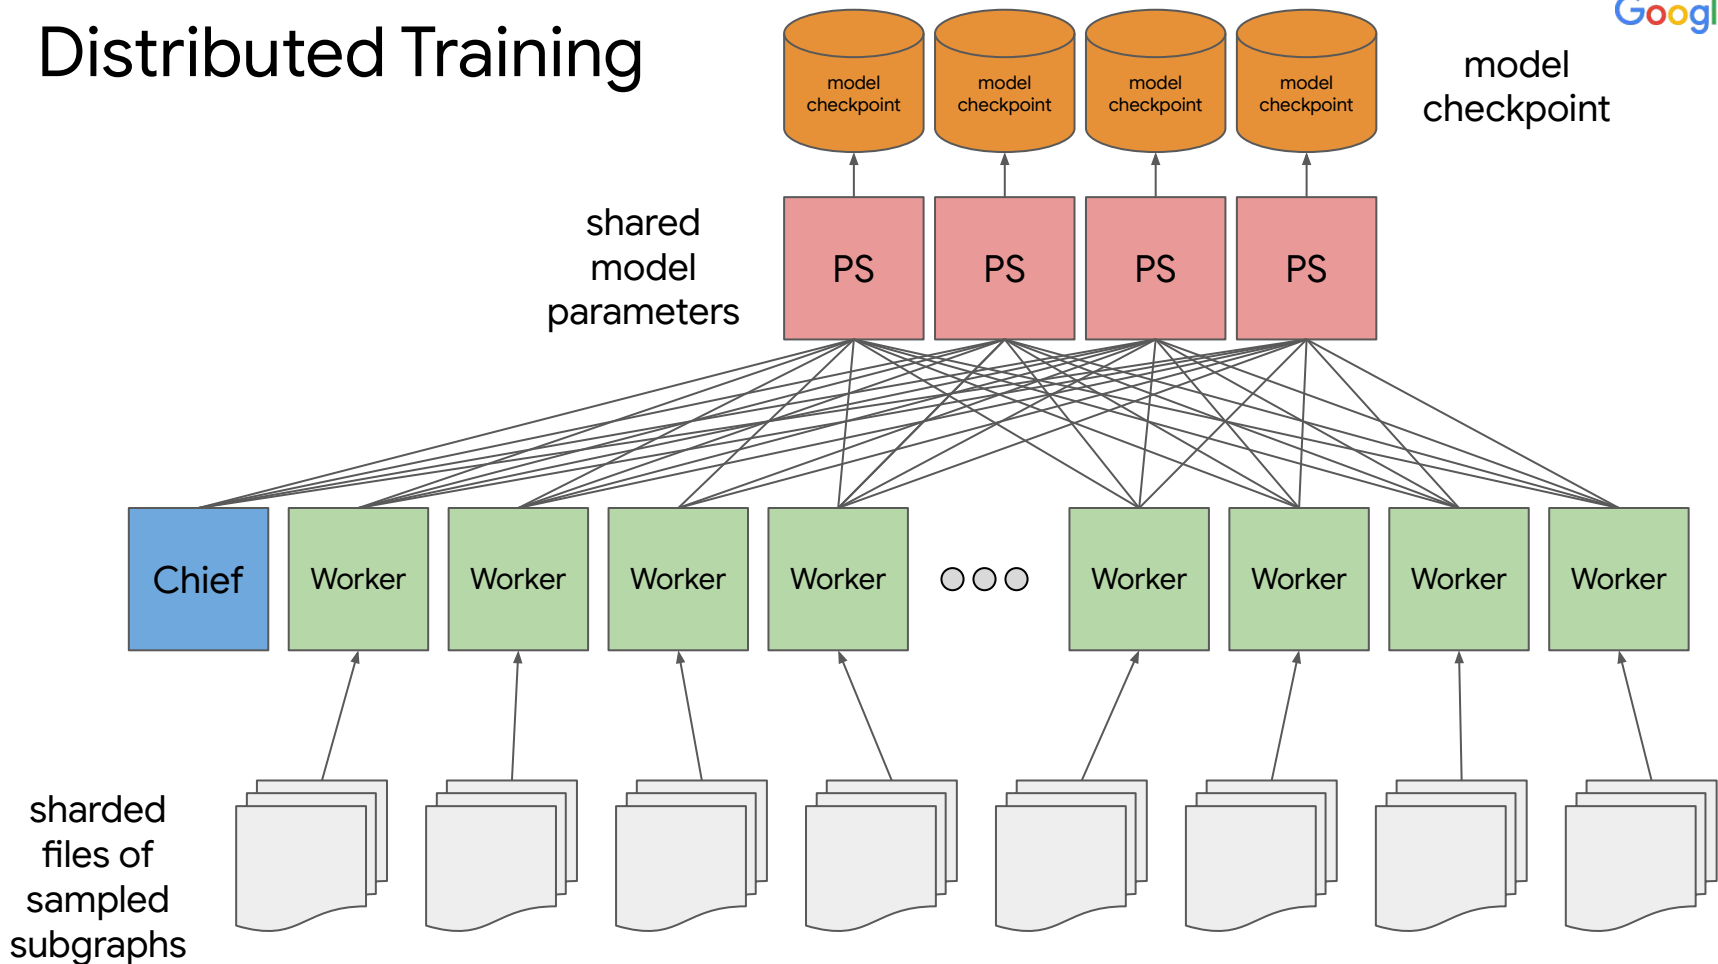 Distributed Training
Googl
model
checkpoint
model
checkpoint
model
checkpoint
model
checkpoint
model
checkpoint
shared
model
parameters
PS
PS
PS
PS
Chief
Worker
Worker
Worker
Worker
Worker
Worker
Worker
Worker
sharded
files of
sampled
subgraphs